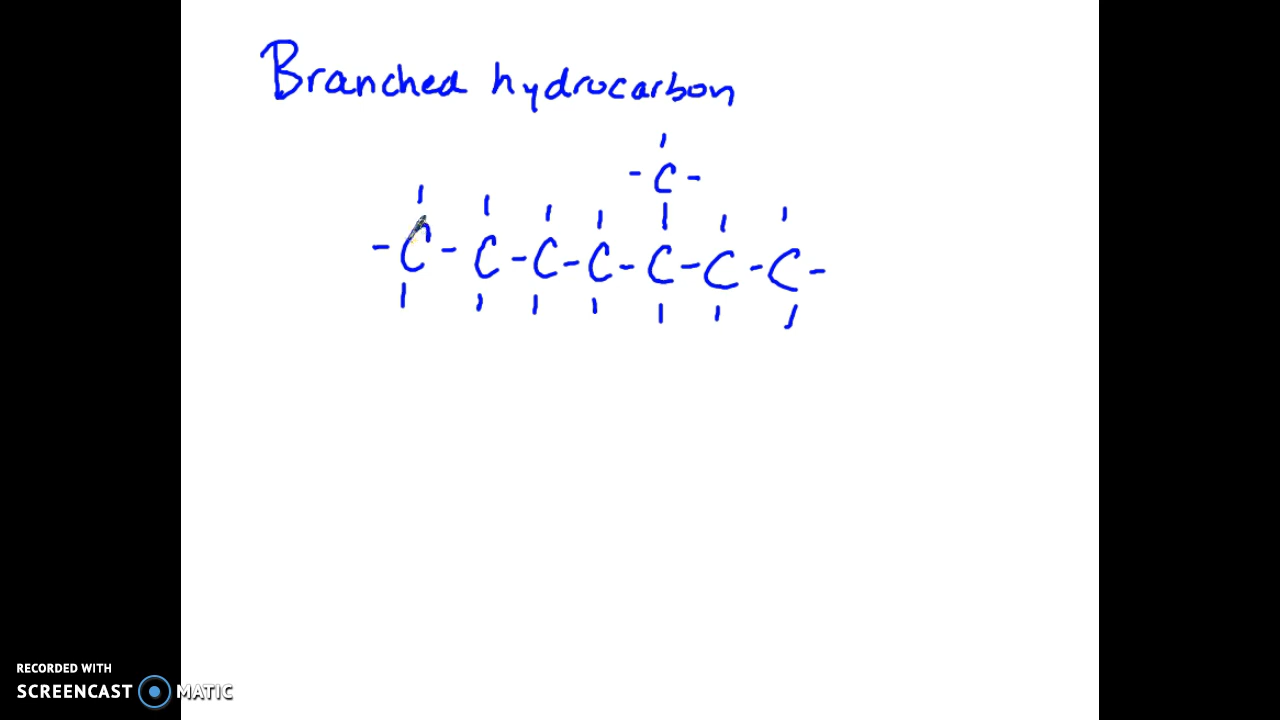 Branched hydrocarbon
- C -
- C - C - C - C - C - C - C -
RECORDED WITH
SCREENCAST MATIC